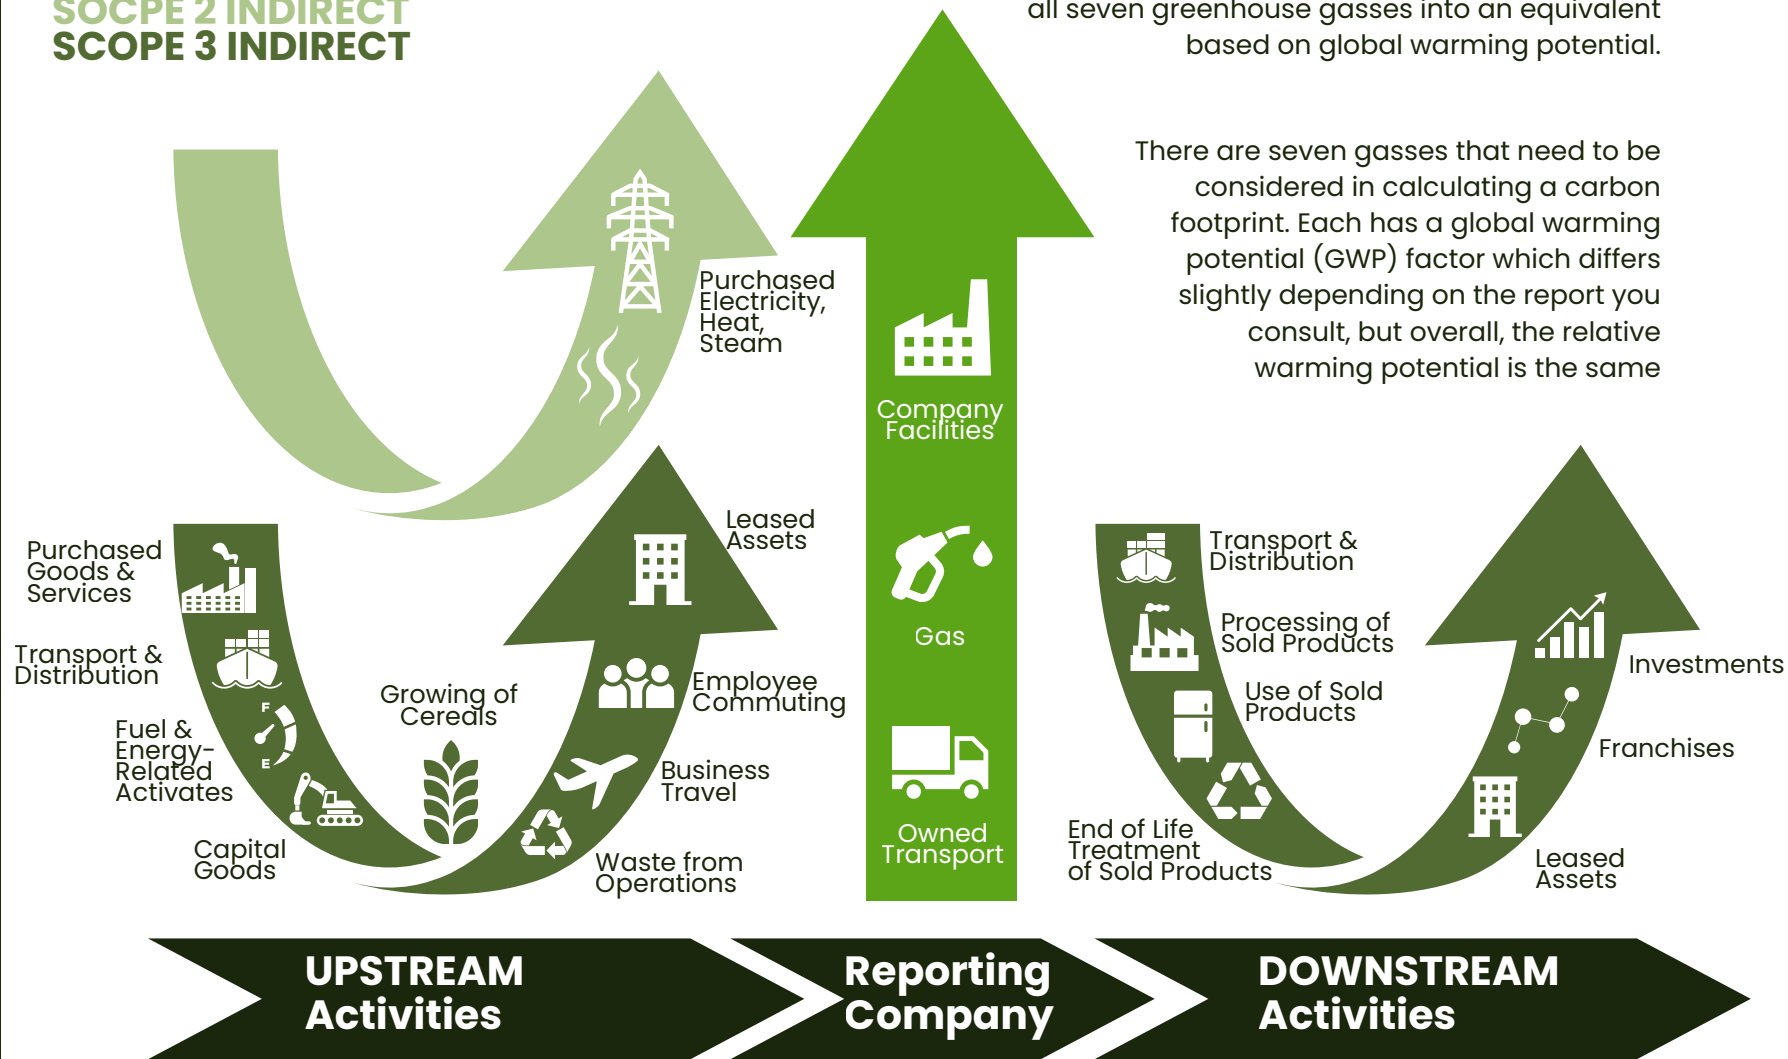 SOCPE 2 INDIRECT
SCOPE 3 INDIRECT
all seven greenhouse gasses into an equivalent
based on global warming potential.
There are seven gasses that need to be
considered in calculating a carbon
footprint. Each has a global warming
potential (GWP) factor which differs
slightly depending on the report you
consult, but overall, the relative
warming potential is the same
Purchased
Electricity,
Heat,
Steam
Company
Facilities
Gas
Owned
Transport
Purchased
Goods &
Services
Transport &
Distribution
Fuel &
Energy-
Related
Activates
F
E
Capital
Goods
Growing of
Cereals
Leased
Assets
Employee
Commuting
Business
Travel
Waste from
Operations
Transport &
Distribution
Processing of
Sold Products
Use of Sold
Products
End of Life
Treatment
of Sold Products
Investments
Franchises
Leased
Assets
UPSTREAM
Activities
Reporting
Company
DOWNSTREAM
Activities